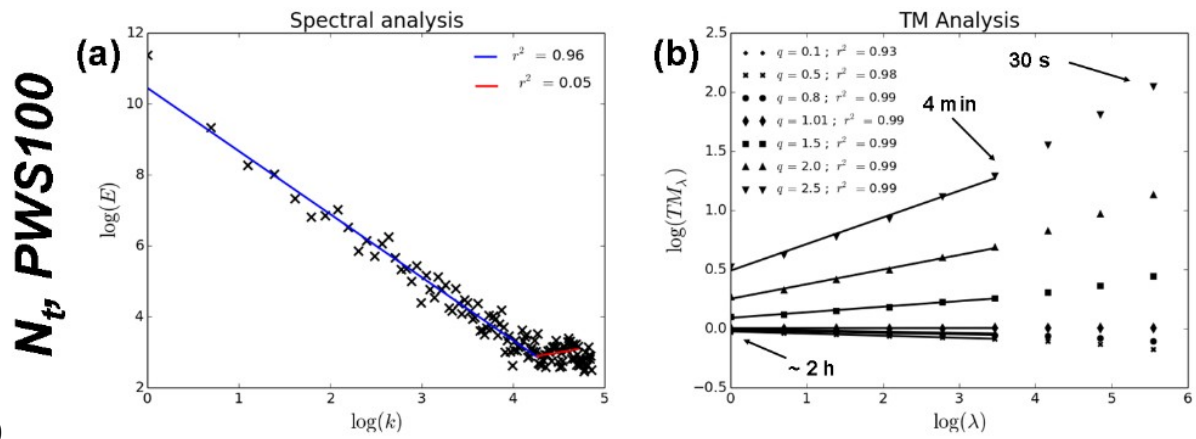 N_t, PWS100
Spectral analysis
(a)
r² = 0.96
r² = 0.05
12
10
8
6
4
2
log(E)
0 1 2 3 4 5
log(k)
TM Analysis
(b)
q = 0.1 ; r² = 0.93
q = 0.5 ; r² = 0.98
q = 0.8 ; r² = 0.99
q = 1.01 ; r² = 0.99
q = 1.5 ; r² = 0.99
q = 2.0 ; r² = 0.99
q = 2.5 ; r² = 0.99
30 s
4 min
~ 2 h
2.5
2.0
1.5
1.0
0.5
0.0
−0.5
log(TM_λ)
0 1 2 3 4 5 6
log(λ)